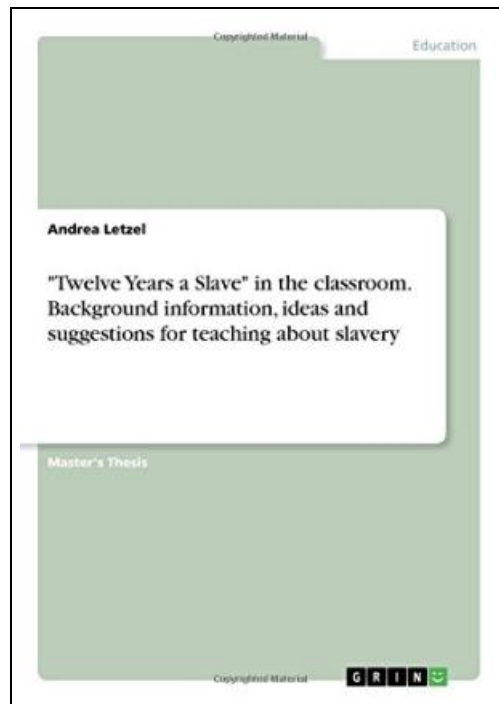 Copyrighted Material
Education
Andrea Letzel
"Twelve Years a Slave" in the classroom.
Background information, ideas and
suggestions for teaching about slavery
Master's Thesis
Copyrighted Material
GRIN